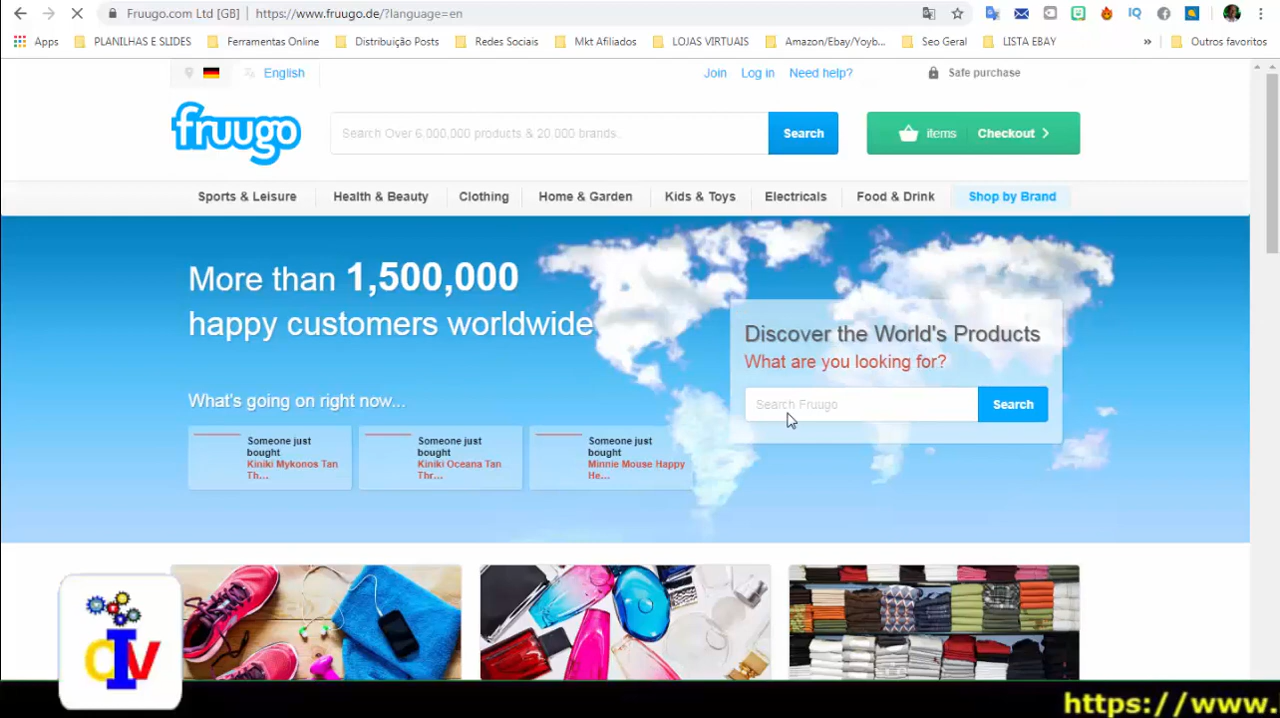 Fruugo.com Ltd [GB] | https://www.fruugo.de/?language=en
Apps PLANILHAS E SLIDES Ferramentas Online Distribuição Posts Redes Sociais Mkt Afiliados LOJAS VIRTUAIS Amazon/Ebay/Yoyb... Seo Geral LISTA EBAY » Outros favoritos
English Join Log in Need help? Safe purchase
fruugo
Search Over 6.000,000 products & 20.000 brands..
Search
items Checkout
Sports & Leisure Health & Beauty Clothing Home & Garden Kids & Toys Electricals Food & Drink Shop by Brand
More than 1,500,000
happy customers worldwide
Discover the World's Products
What are you looking for?
Search Fruugo Search
What's going on right now...
Someone just
bought
Kiniki Mykonos Tan
Th...
Someone just
bought
Kiniki Oceana Tan
Thr...
Someone just
bought
Minnie Mouse Happy
He...
dIv
https://www.